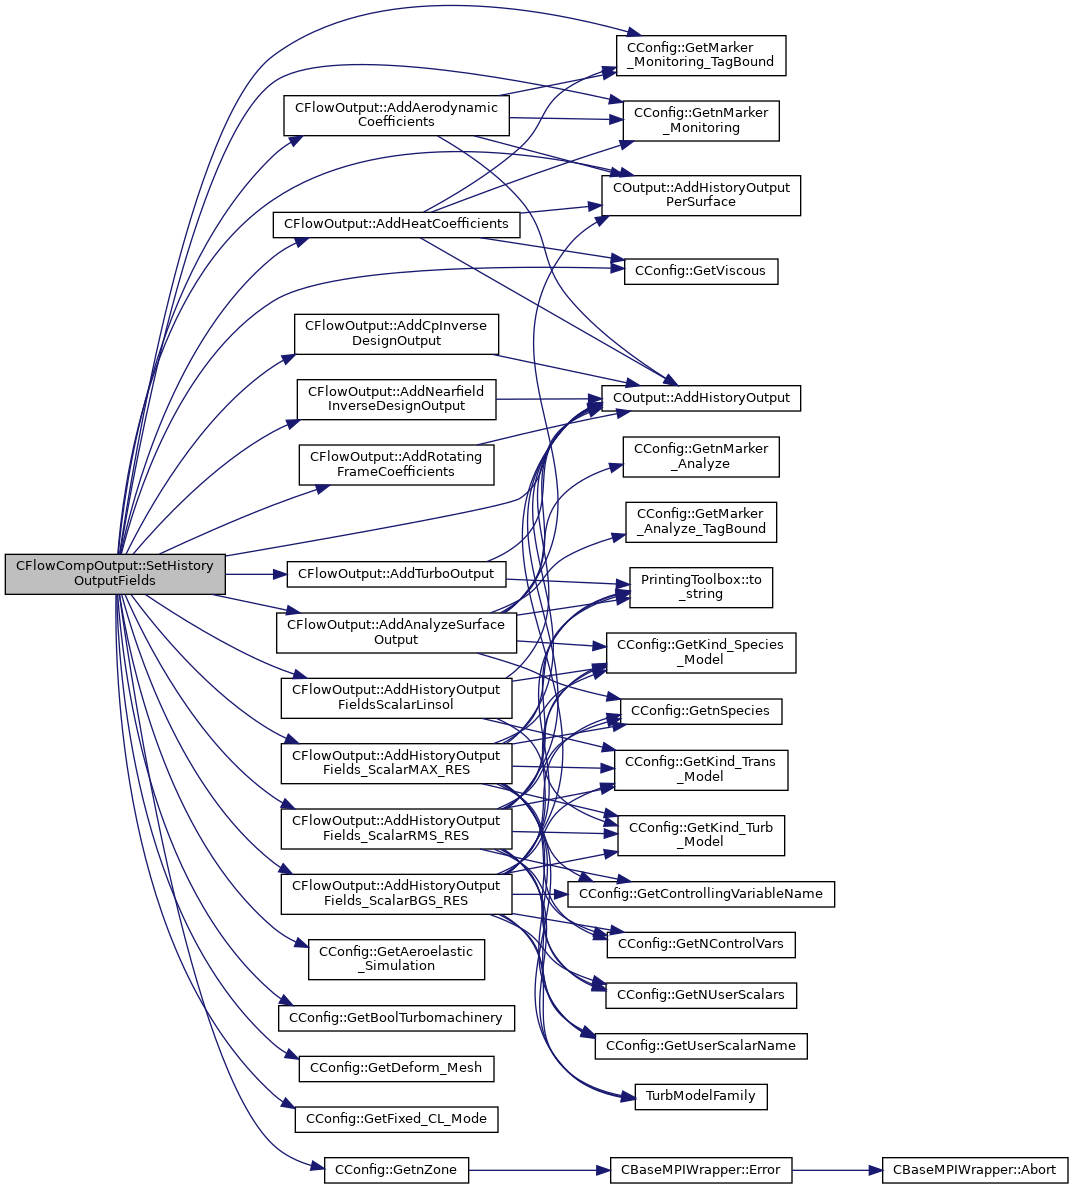 CFlowCompOutput::SetHistory
OutputFields
CFlowOutput::AddAerodynamic
Coefficients
CFlowOutput::AddHeatCoefficients
CFlowOutput::AddCpInverse
DesignOutput
CFlowOutput::AddNearfield
InverseDesignOutput
CFlowOutput::AddRotating
FrameCoefficients
CFlowOutput::AddTurboOutput
CFlowOutput::AddAnalyzeSurface
Output
CFlowOutput::AddHistoryOutput
FieldsScalarLinsol
CFlowOutput::AddHistoryOutput
Fields_ScalarMAX_RES
CFlowOutput::AddHistoryOutput
Fields_ScalarRMS_RES
CFlowOutput::AddHistoryOutput
Fields_ScalarBGS_RES
CConfig::GetAeroelastic
_Simulation
CConfig::GetBoolTurbomachinery
CConfig::GetDeform_Mesh
CConfig::GetFixed_CL_Mode
CConfig::GetnZone
CConfig::GetMarker
_Monitoring_TagBound
CConfig::GetnMarker
_Monitoring
COutput::AddHistoryOutput
PerSurface
CConfig::GetViscous
COutput::AddHistoryOutput
CConfig::GetnMarker
_Analyze
CConfig::GetMarker
_Analyze_TagBound
PrintingToolbox::to
_string
CConfig::GetKind_Species
_Model
CConfig::GetnSpecies
CConfig::GetKind_Trans
_Model
CConfig::GetKind_Turb
_Model
CConfig::GetControllingVariableName
CConfig::GetNControlVars
CConfig::GetNUserScalars
CConfig::GetUserScalarName
TurbModelFamily
CBaseMPIWrapper::Error
CBaseMPIWrapper::Abort